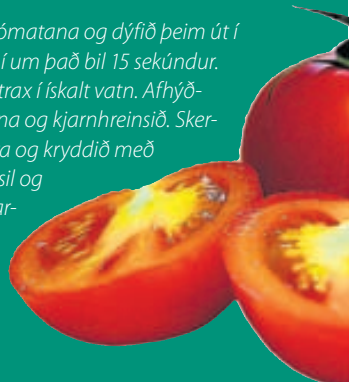 ómatana og dýfið þeim út í
í um það bil 15 sekúndur.
trax í ískalt vatn. Afhýð-
na og kjarnhreinsið. Sker-
a og kryddið með
sil og
ar-